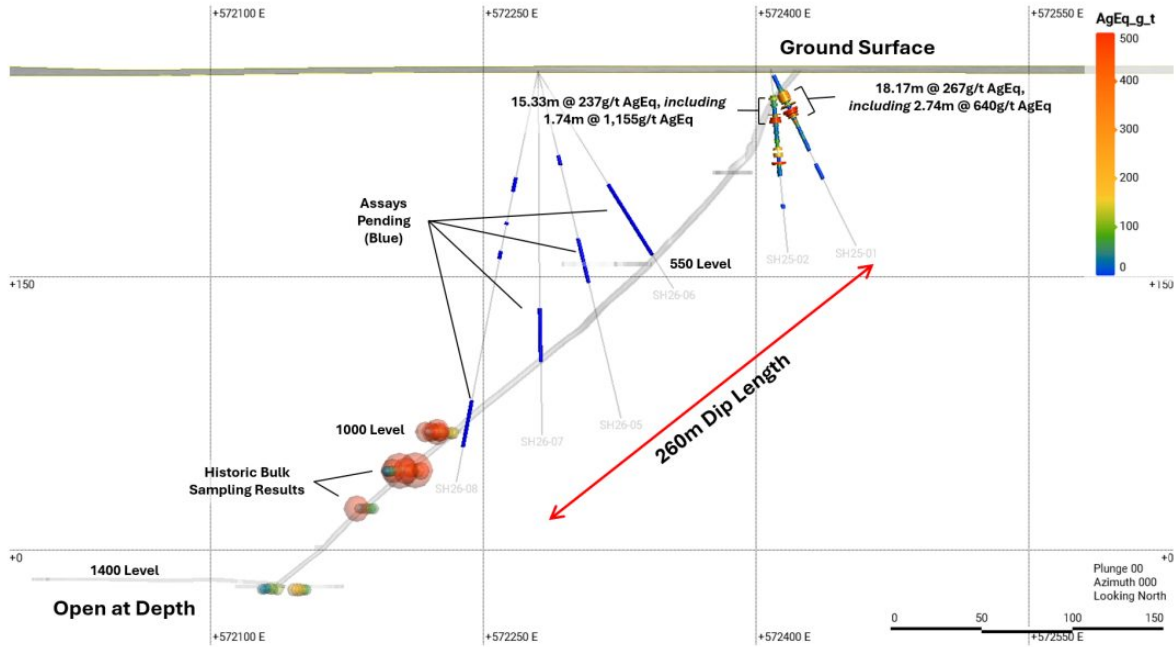 +572100 E
+572250 E
+572400 E
+572550 E
AgEq_g_t
500
400
300
200
100
0
Ground Surface
15.33m @ 237g/t AgEq, including
1.74m @ 1,155g/t AgEq
18.17m @ 267g/t AgEq,
including 2.74m @ 640g/t AgEq
Assays
Pending
(Blue)
550 Level
SH25-02
SH25-01
SH26-06
+150
+150
260m Dip Length
SH26-05
SH26-07
1000 Level
SH26-08
Historic Bulk
Sampling Results
+0
+0
1400 Level
Open at Depth
Plunge 00
Azimuth 000
Looking North
0
50
100
150
+572100 E
+572250 E
+572400 E
+572550 E